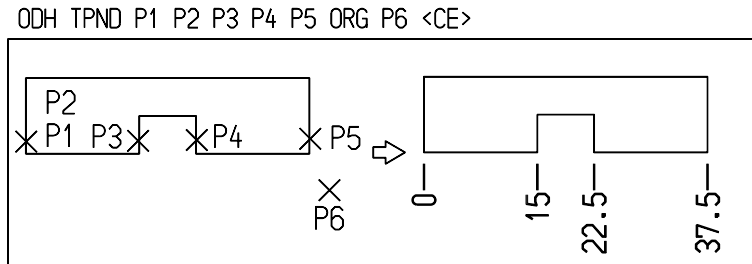 ODH TPND P1 P2 P3 P4 P5 ORG P6 <CE>
P2
P1 P3 P4 P5
P6
0 15 22.5 37.5